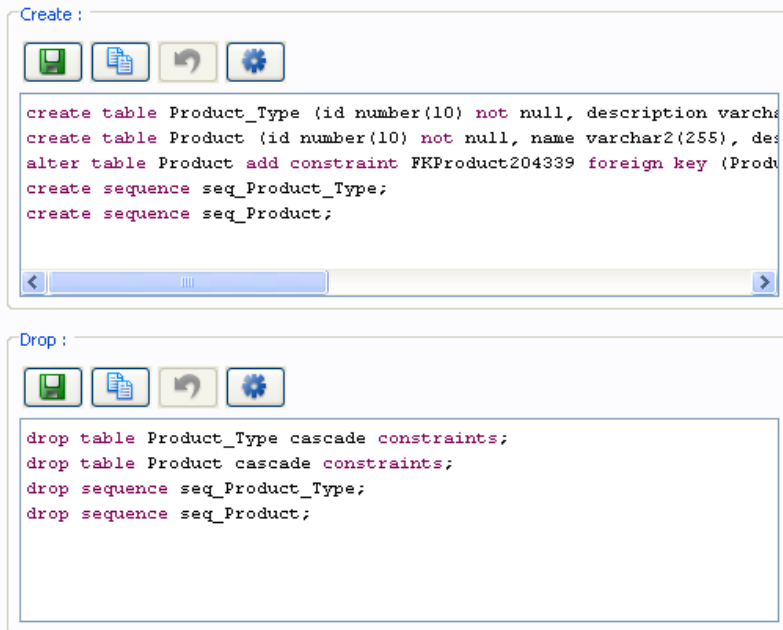 Create :
create table Product_Type (id number(10) not null, description varcha
create table Product (id number(10) not null, name varchar2(255), des
alter table Product add constraint FKProduct204339 foreign key (Produ
create sequence seq_Product_Type;
create sequence seq_Product;
Drop :
drop table Product_Type cascade constraints;
drop table Product cascade constraints;
drop sequence seq_Product_Type;
drop sequence seq_Product;